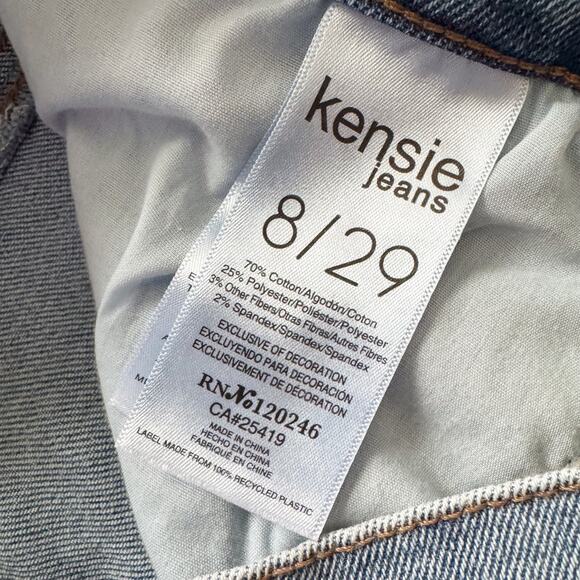 kensie
jeans
8/29
70% Cotton/Algodón/Coton
25% Polyester/Poliéster/Polyester
3% Other Fibers/Otras Fibras/Autres Fibres
2% Spandex/Spandex/Spandex
EXCLUSIVE OF DECORATION
EXCLUYENDO PARA DECORACIÓN
EXCLUSIVEMENT DE DÉCORATION
RN№120246
CA#25419
MADE IN CHINA
HECHO EN CHINA
FABRIQUÉ EN CHINE
LABEL MADE FROM 100% RECYCLED PLASTIC